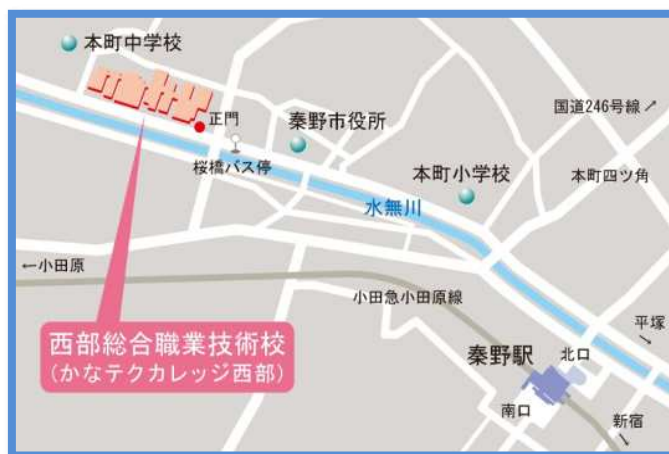 本町中学校
正門
秦野市役所
国道246号線↗
桜橋バス停
本町小学校
本町四ツ角
水無川
←小田原
小田急小田原線
平塚
↘
西部総合職業技術校
(かなテクカレッジ西部)
秦野駅
北口
南口
新宿
↘